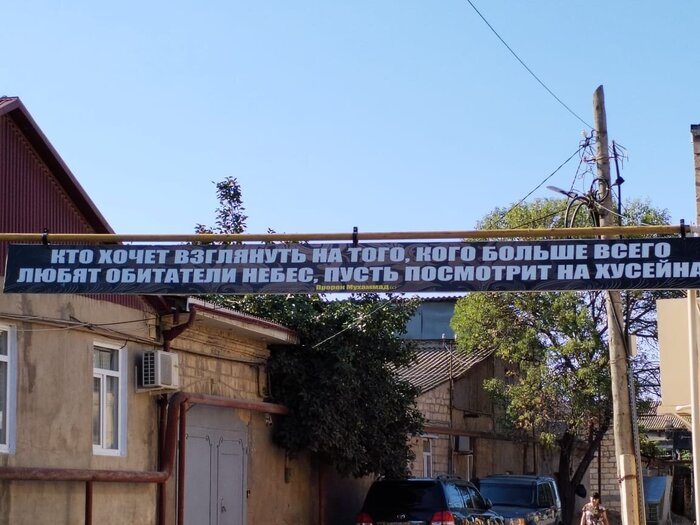 КТО ХОЧЕТ ВЗГЛЯНУТЬ НА ТОГО, КОГО БОЛЬШЕ ВСЕГО
ЛЮБЯТ ОБИТАТЕЛИ НЕБЕС, ПУСТЬ ПОСМОТРИТ НА ХУСЕЙНА
Пророк Мухаммад